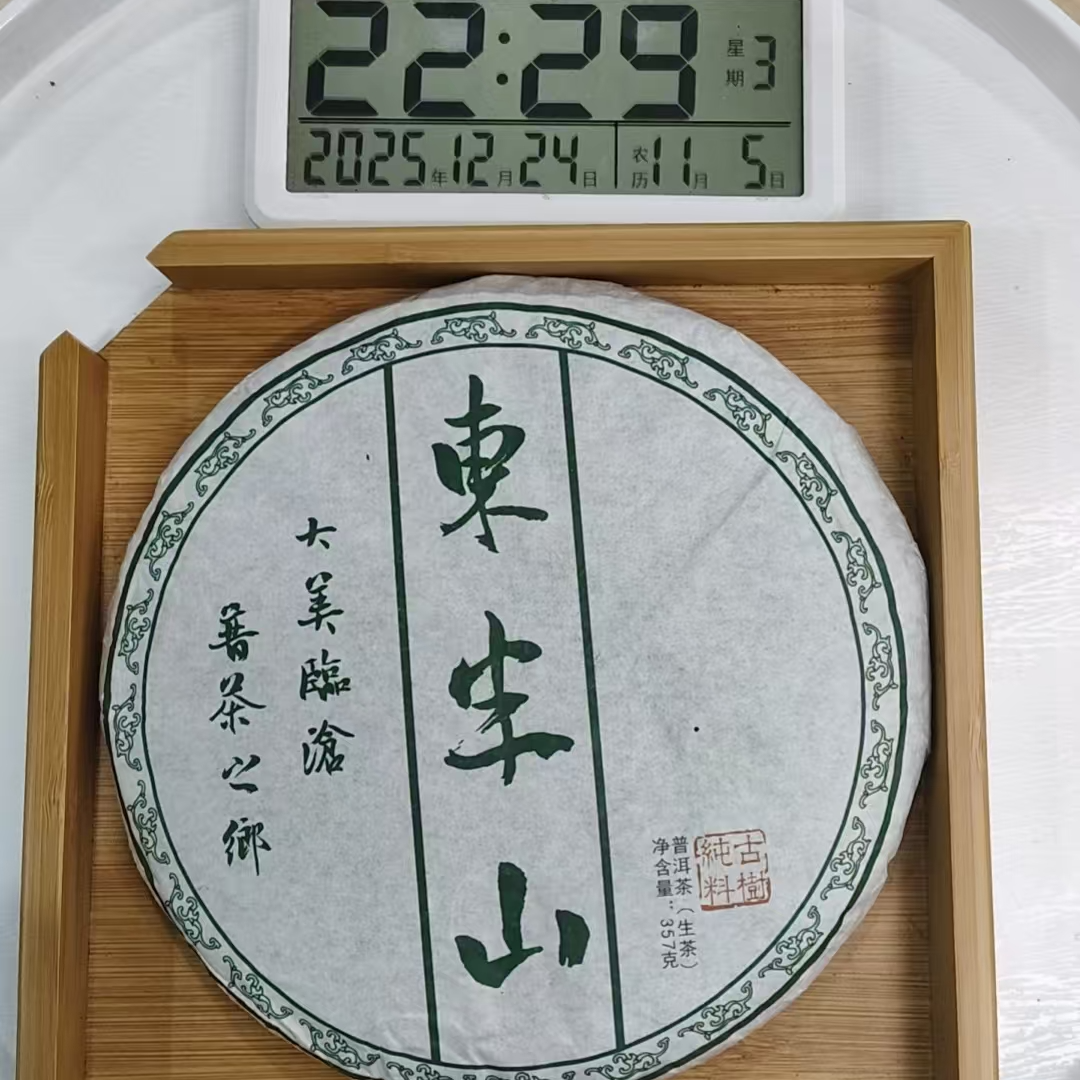 22:29 星期3
2025年12月24日 农历11月5日
東半山
大美臨滄
普茶之鄉
古樹
純料
普洱茶（生茶）
净含量：357克